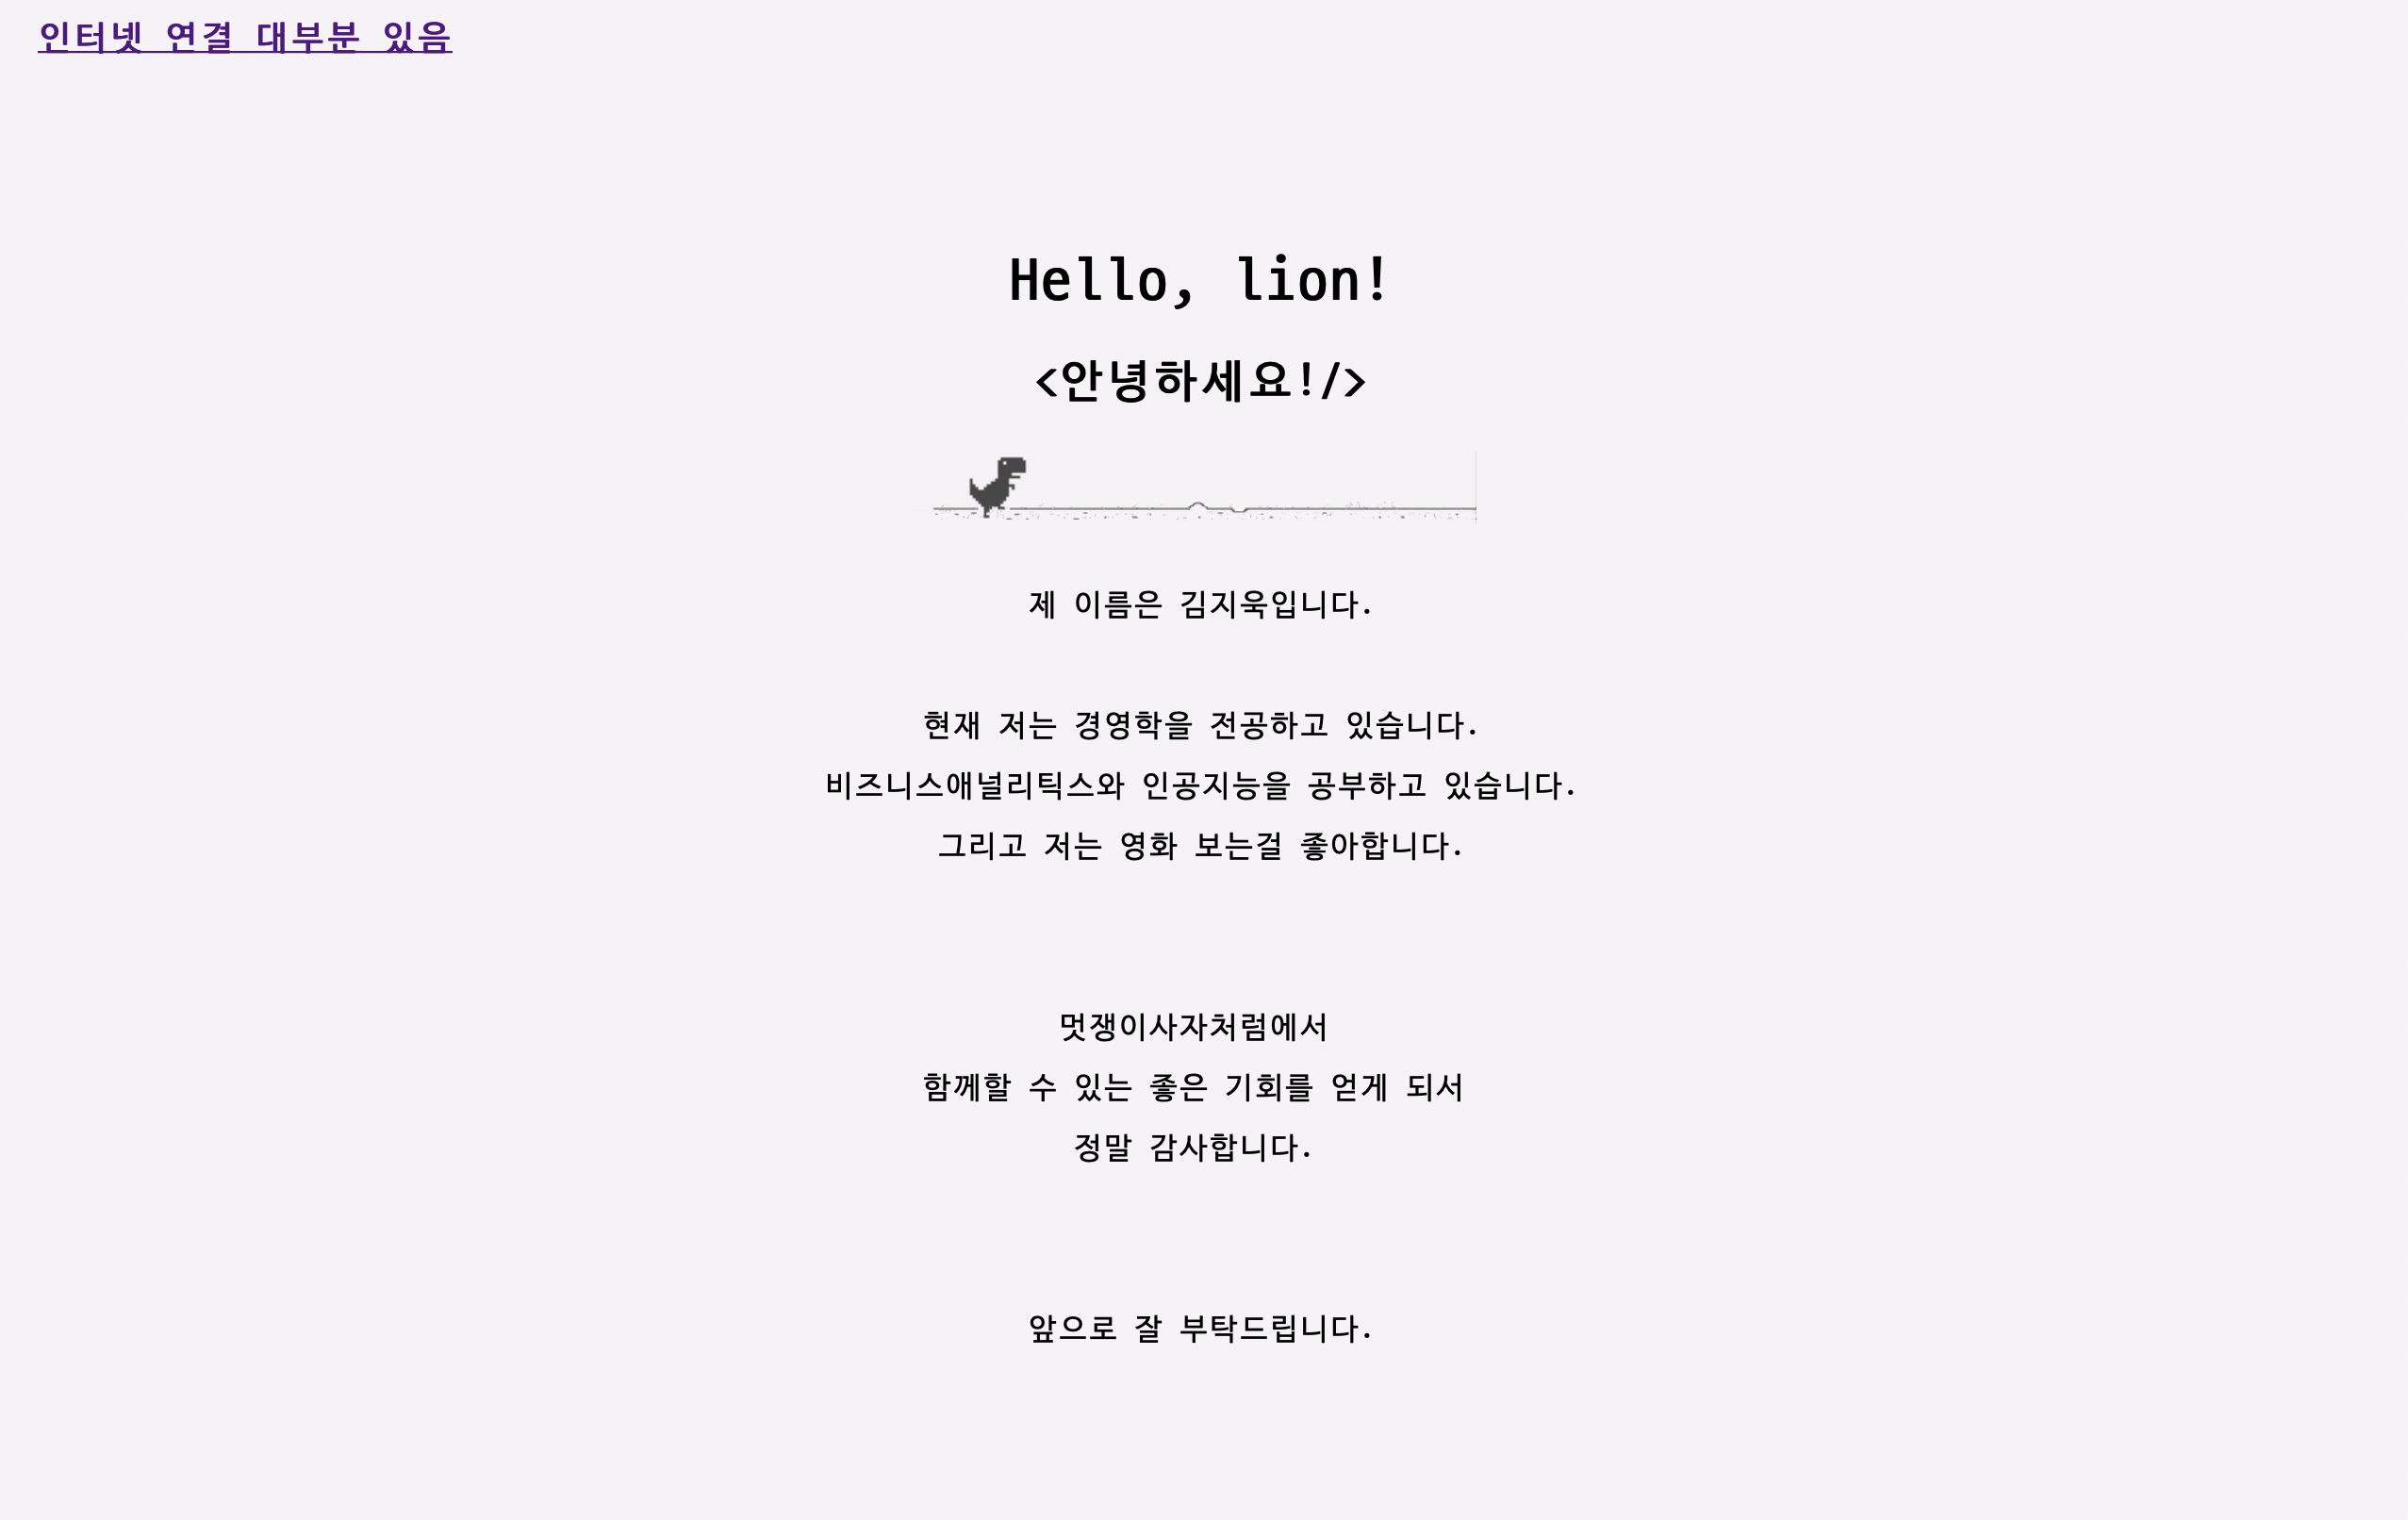 인터넷 연결 대부분 있음
Hello, lion!
<안녕하세요!/>
제 이름은 김지욱입니다.
현재 저는 경영학을 전공하고 있습니다.
비즈니스애널리틱스와 인공지능을 공부하고 있습니다.
그리고 저는 영화 보는걸 좋아합니다.
멋쟁이사자처럼에서
함께할 수 있는 좋은 기회를 얻게 되서
정말 감사합니다.
앞으로 잘 부탁드립니다.